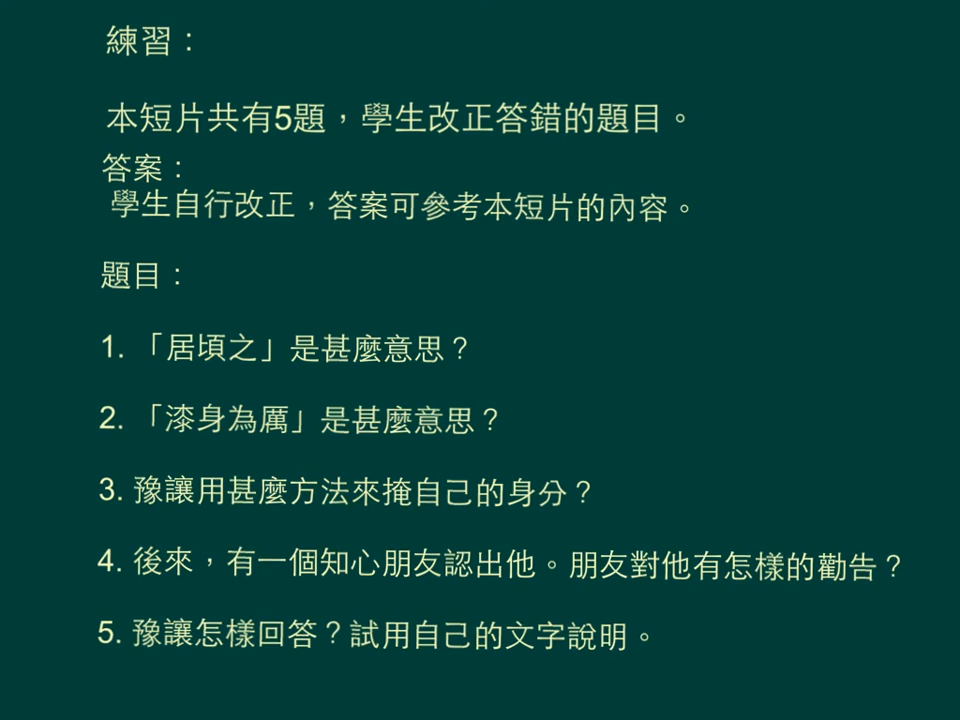 練習：
本短片共有5題，學生改正答錯的題目。
答案：
學生自行改正，答案可參考本短片的內容。
題目：
1. 「居頃之」是甚麼意思？
2. 「漆身為厲」是甚麼意思？
3. 豫讓用甚麼方法來掩自己的身分？
4. 後來，有一個知心朋友認出他。朋友對他有怎樣的勸告？
5. 豫讓怎樣回答？試用自己的文字說明。